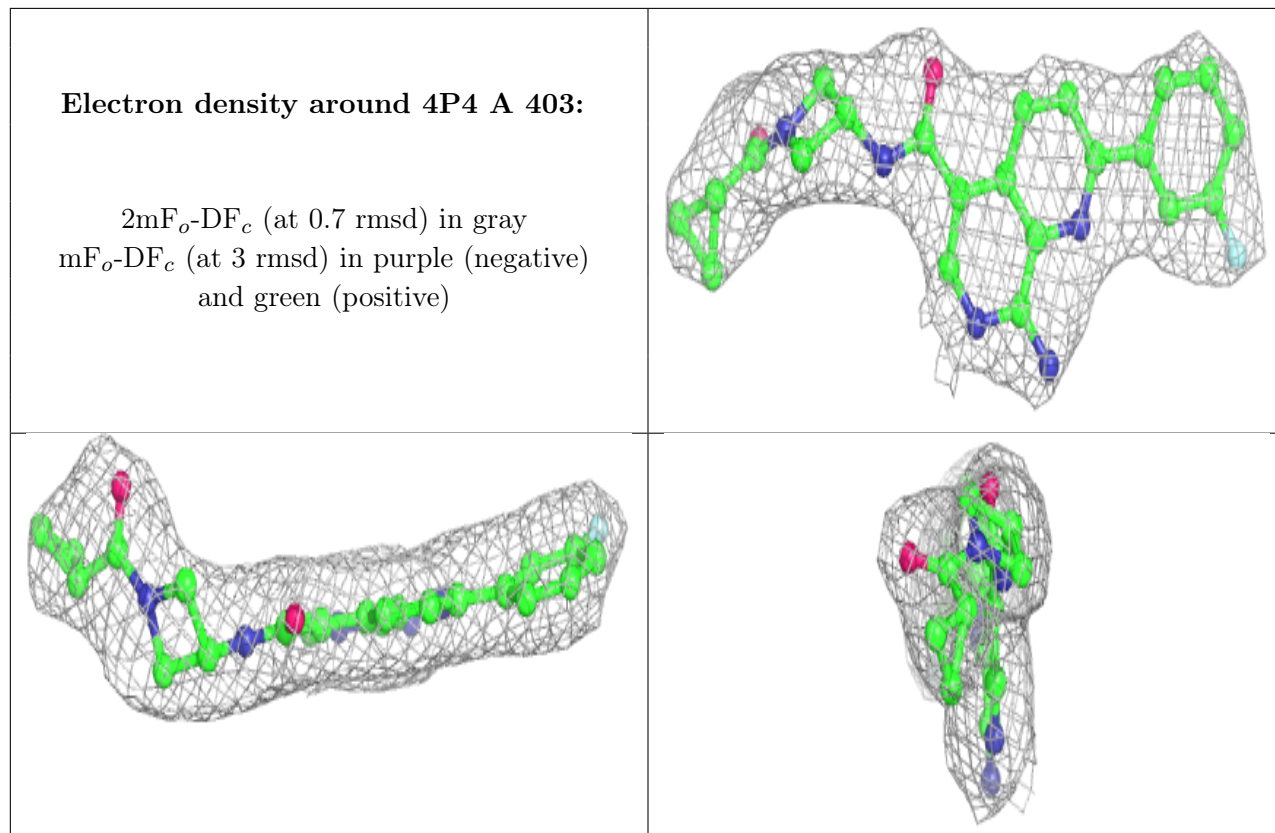 Electron density around 4P4 A 403:
2mFo-DFc (at 0.7 rmsd) in gray
mFo-DFc (at 3 rmsd) in purple (negative)
and green (positive)